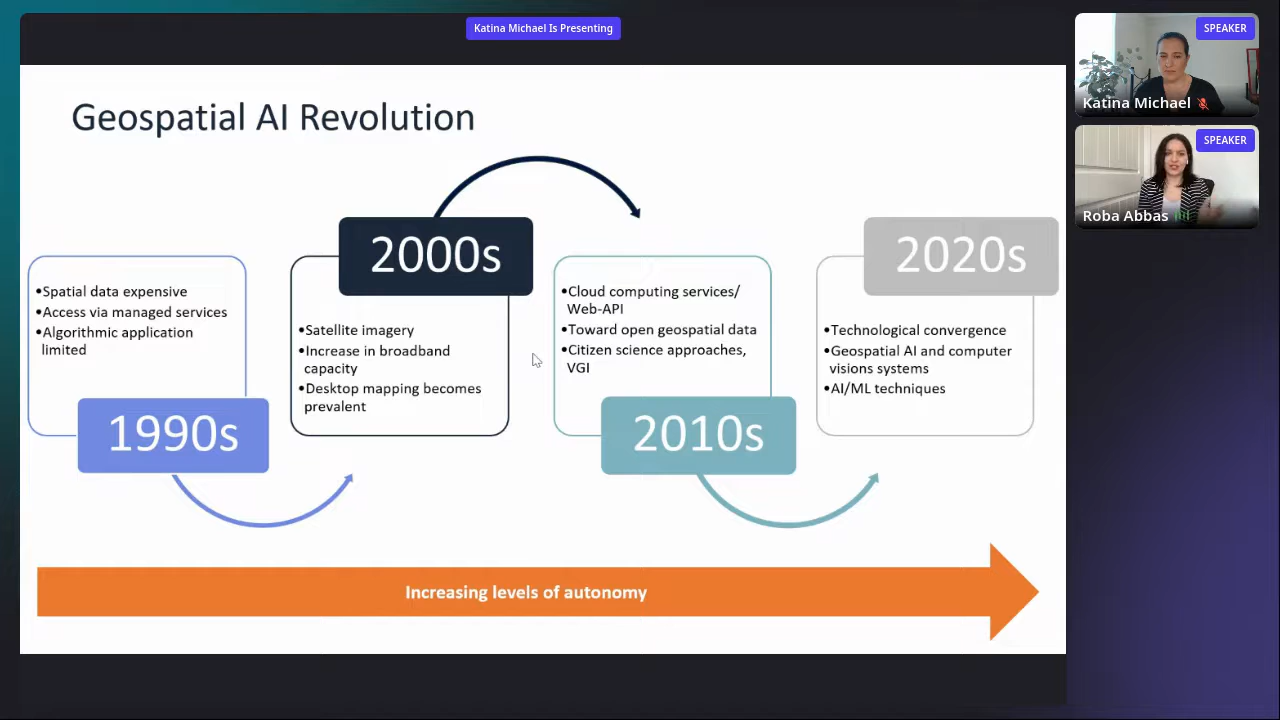 Katina Michael Is Presenting
SPEAKER
Katina Michael
SPEAKER
Roba Abbas
Geospatial AI Revolution
•Spatial data expensive
•Access via managed services
•Algorithmic application
limited
1990s
2000s
•Satellite imagery
•Increase in broadband
capacity
•Desktop mapping becomes
prevalent
•Cloud computing services/
Web-API
•Toward open geospatial data
•Citizen science approaches,
VGI
2010s
2020s
•Technological convergence
•Geospatial AI and computer
visions systems
•AI/ML techniques
Increasing levels of autonomy